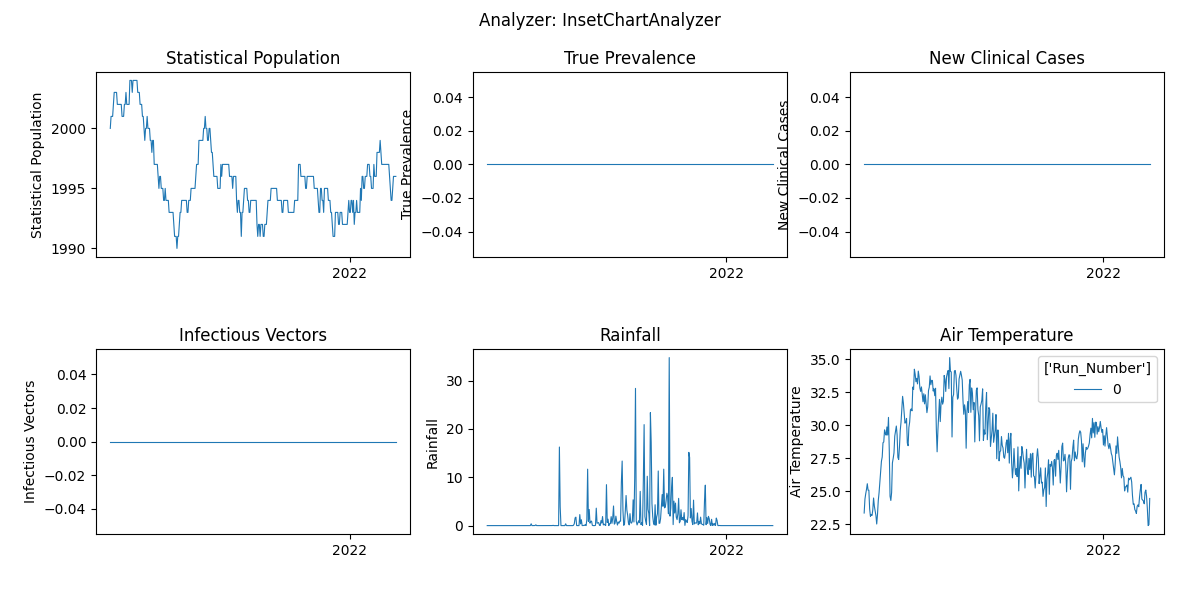 Analyzer: InsetChartAnalyzer
Statistical Population
True Prevalence
New Clinical Cases
Statistical Population
2000
1995
1990
2022
True Prevalence
0.04
0.02
0.00
−0.02
−0.04
2022
New Clinical Cases
0.04
0.02
0.00
−0.02
−0.04
2022
Infectious Vectors
Rainfall
Air Temperature
Infectious Vectors
0.04
0.02
0.00
−0.02
−0.04
2022
Rainfall
30
20
10
0
2022
Air Temperature
35.0
32.5
30.0
27.5
25.0
22.5
2022
['Run_Number']
0